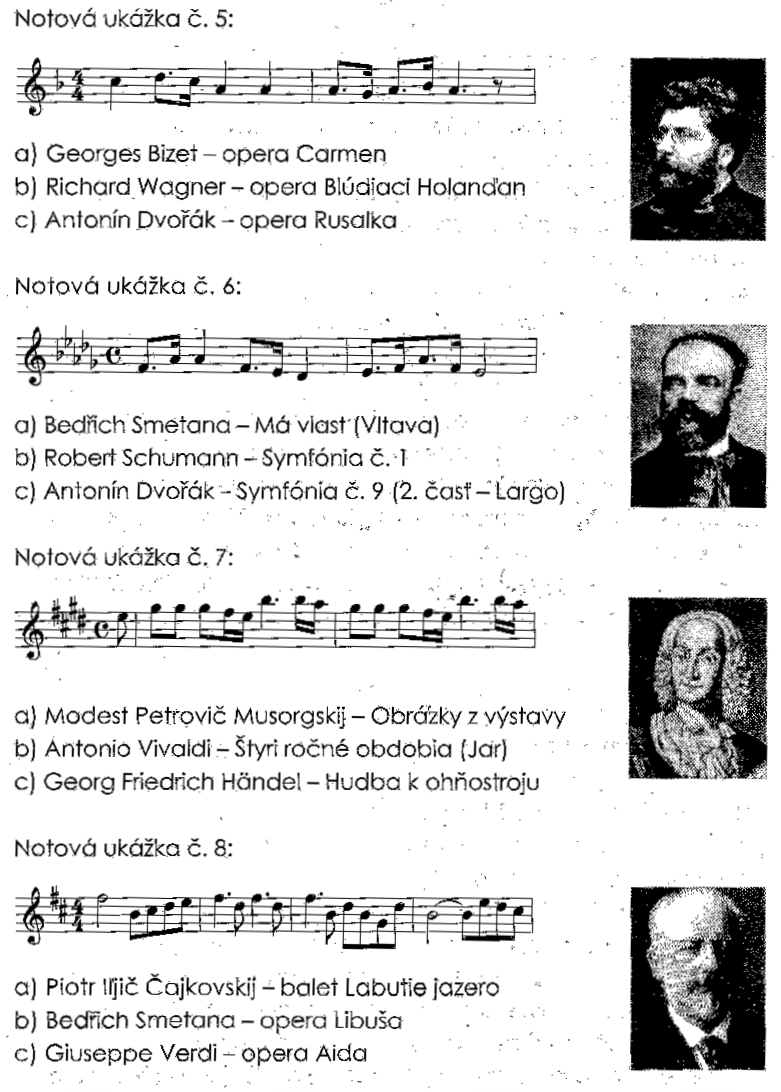 Notová ukážka č. 5:
a) Georges Bizet – opera Carmen
b) Richard Wagner – opera Blúdiaci Holanďan
c) Antonín Dvořák – opera Rusalka
Notová ukážka č. 6:
a) Bedřich Smetana – Má vlasť (Vltava)
b) Robert Schumann – Symfónia č. 1
c) Antonín Dvořák – Symfónia č. 9 (2. časť – Largo)
Notová ukážka č. 7:
a) Modest Petrovič Musorgskij – Obrázky z výstavy
b) Antonio Vivaldi – Štyri ročné obdobia (Jar)
c) Georg Friedrich Händel – Hudba k ohňostroju
Notová ukážka č. 8:
a) Piotr Iľjič Čajkovskij – balet Labutie jazero
b) Bedřich Smetana – opera Libuša
c) Giuseppe Verdi – opera Aida